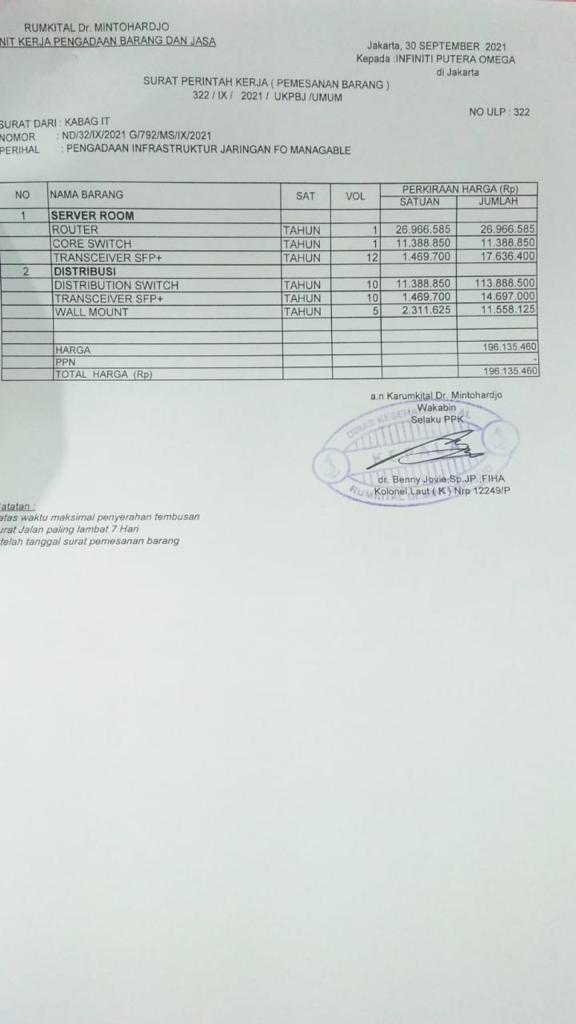 RUMKITAL Dr. MINTOHARDJO
NIT KERJA PENGADAAN BARANG DAN JASA
Jakarta, 30 SEPTEMBER 2021
Kepada :INFINITI PUTERA OMEGA
di Jakarta
SURAT PERINTAH KERJA ( PEMESANAN BARANG )
322 / IX / 2021 / UKPBJ /UMUM
NO ULP : 322
SURAT DARI : KABAG IT
NOMOR : ND/32/IX/2021 G/792/MS/IX/2021
PERIHAL : PENGADAAN INFRASTRUKTUR JARINGAN FO MANAGABLE
NO NAMA BARANG SAT VOL PERKIRAAN HARGA (Rp)
SATUAN JUMLAH
1 SERVER ROOM
ROUTER TAHUN 1 26.966.585 26.966.585
CORE SWITCH TAHUN 1 11.388.850 11.388.850
TRANSCEIVER SFP+ TAHUN 12 1.469.700 17.636.400
2 DISTRIBUSI
DISTRIBUTION SWITCH TAHUN 10 11.388.850 113.888.500
TRANSCEIVER SFP+ TAHUN 10 1.469.700 14.697.000
WALL MOUNT TAHUN 5 2.311.625 11.558.125
HARGA 196.135.460
PPN -
TOTAL HARGA (Rp) 196.135.460
a.n Karumkital Dr. Mintohardjo
Wakabin
Selaku PPK
KEPALA
dr. Benny Jovie,Sp.JP.,FIHA
Kolonel Laut ( K ) Nrp 12249/P
atatan :
atas waktu maksimal penyerahan tembusan
urat Jalan paling lambat 7 Hari
telah tanggal surat pemesanan barang